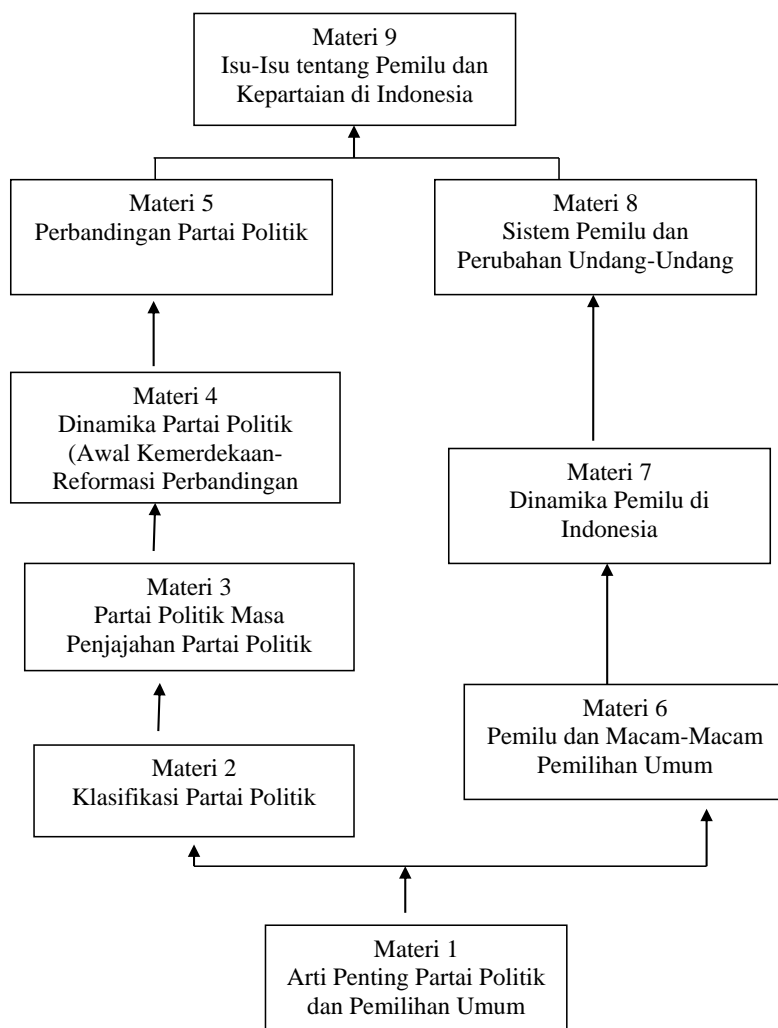 Materi 9
Isu-Isu tentang Pemilu dan
Kepartaian di Indonesia
Materi 5
Perbandingan Partai Politik
Materi 8
Sistem Pemilu dan
Perubahan Undang-Undang
Materi 4
Dinamika Partai Politik
(Awal Kemerdekaan-
Reformasi Perbandingan
Materi 7
Dinamika Pemilu di
Indonesia
Materi 3
Partai Politik Masa
Penjajahan Partai Politik
Materi 6
Pemilu dan Macam-Macam
Pemilihan Umum
Materi 2
Klasifikasi Partai Politik
Materi 1
Arti Penting Partai Politik
dan Pemilihan Umum